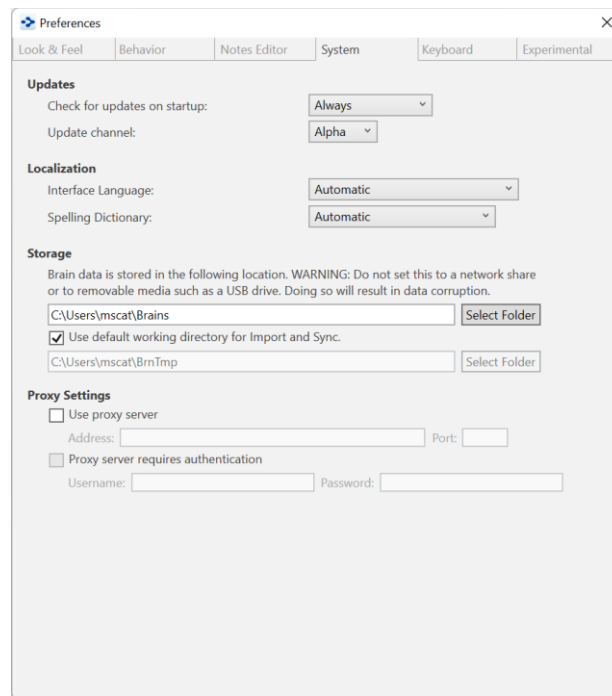 Preferences
Look & Feel Behavior Notes Editor System Keyboard Experimental
Updates
Check for updates on startup: Always
Update channel: Alpha
Localization
Interface Language: Automatic
Spelling Dictionary: Automatic
Storage
Brain data is stored in the following location. WARNING: Do not set this to a network share
or to removable media such as a USB drive. Doing so will result in data corruption.
C:\Users\mscat\Brains Select Folder
Use default working directory for Import and Sync.
C:\Users\mscat\BrnTmp Select Folder
Proxy Settings
Use proxy server
Address: Port:
Proxy server requires authentication
Username: Password: